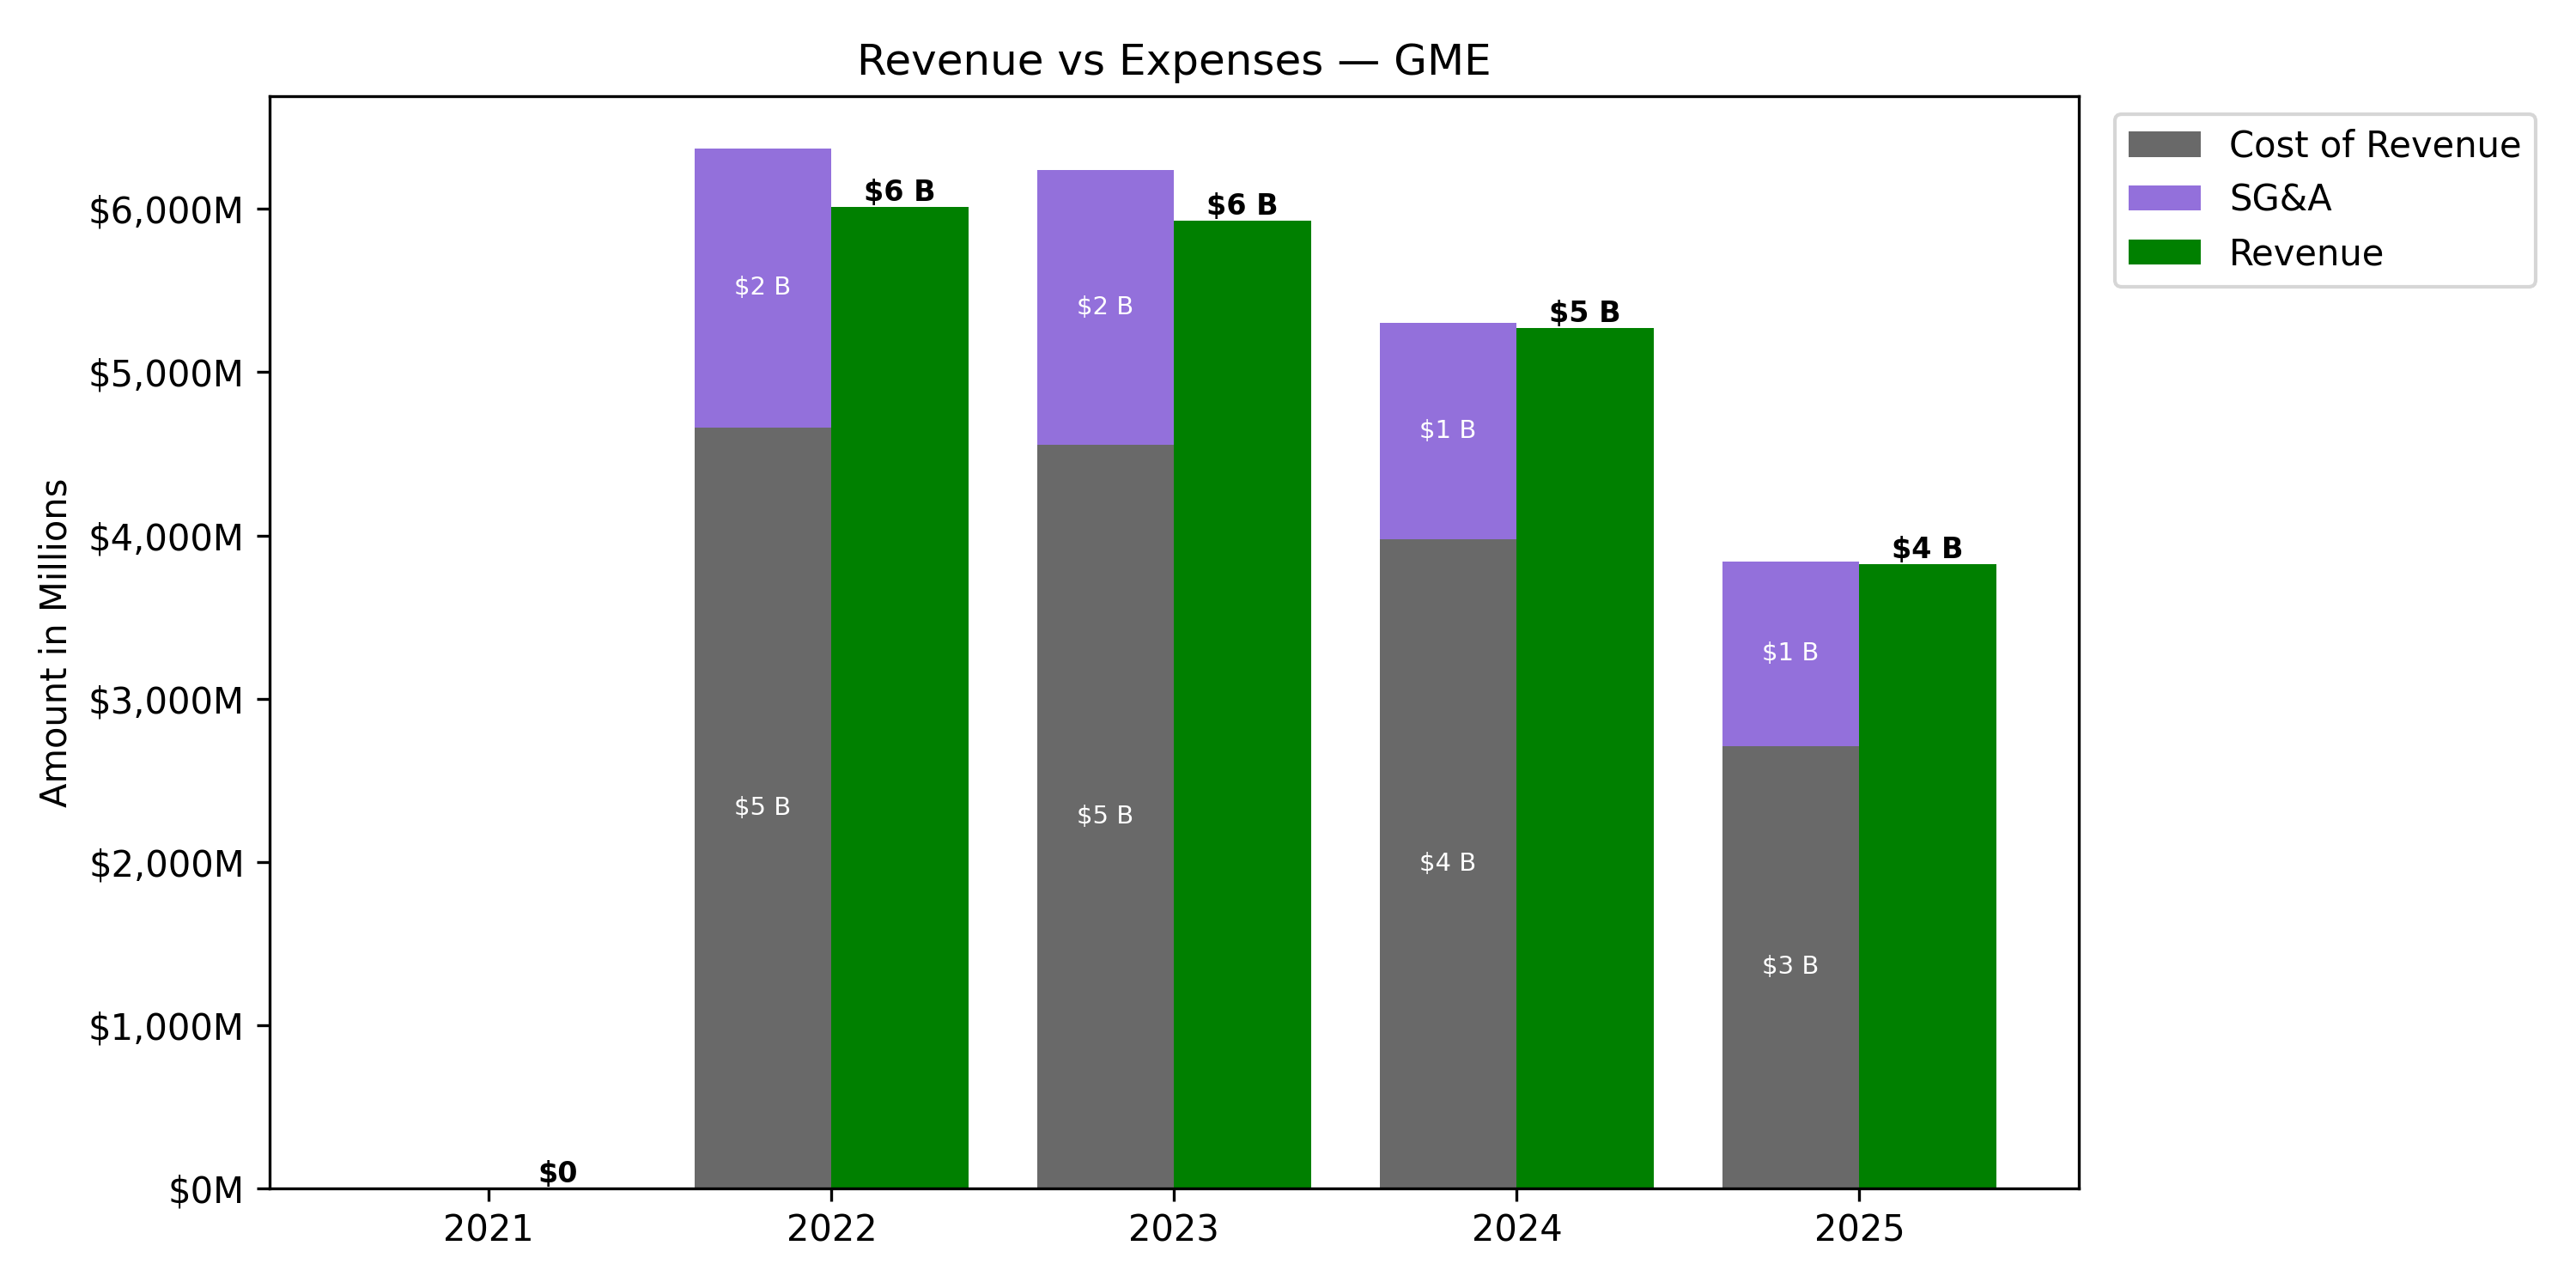 Revenue vs Expenses — GME
Cost of Revenue
SG&A
Revenue
Amount in Millions
$6,000M
$5,000M
$4,000M
$3,000M
$2,000M
$1,000M
$0M
$0
$2 B
$5 B
$6 B
$2 B
$5 B
$6 B
$1 B
$4 B
$5 B
$1 B
$3 B
$4 B
2021
2022
2023
2024
2025